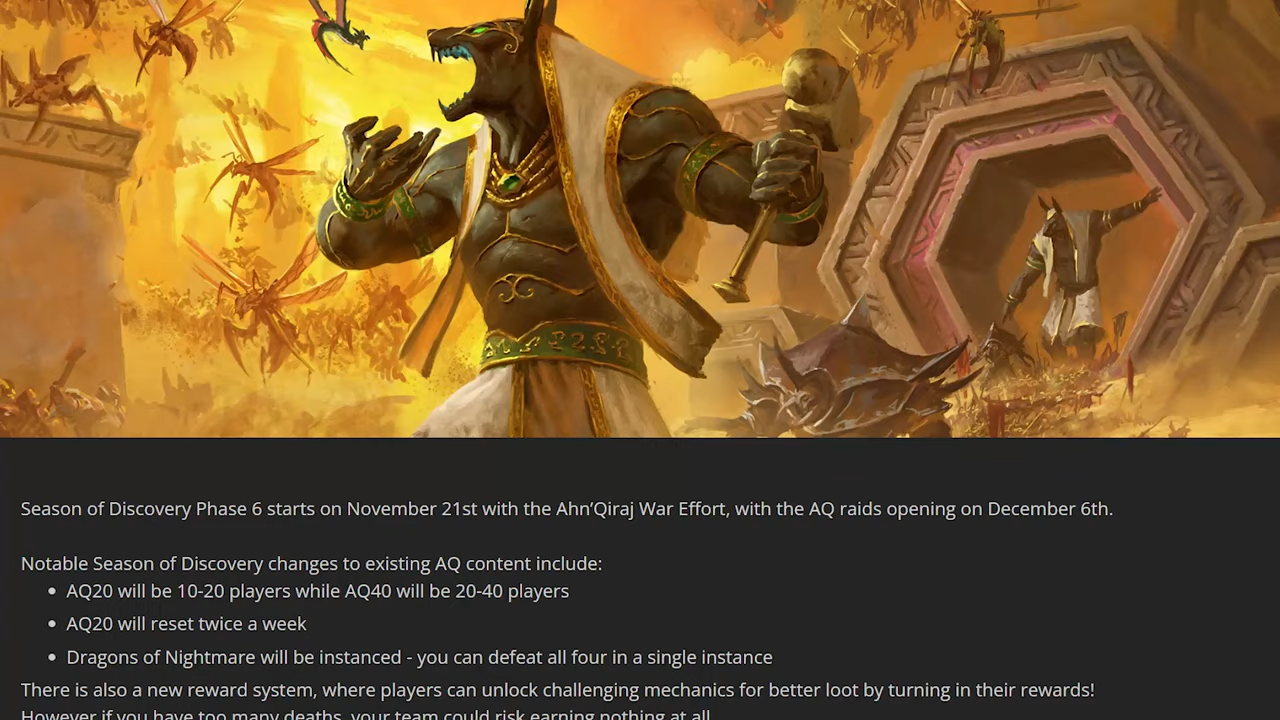 Season of Discovery Phase 6 starts on November 21st with the Ahn’Qiraj War Effort, with the AQ raids opening on December 6th.
Notable Season of Discovery changes to existing AQ content include:
• AQ20 will be 10-20 players while AQ40 will be 20-40 players
• AQ20 will reset twice a week
• Dragons of Nightmare will be instanced - you can defeat all four in a single instance
There is also a new reward system, where players can unlock challenging mechanics for better loot by turning in their rewards!
However if you have too many deaths, your team could risk earning nothing at all